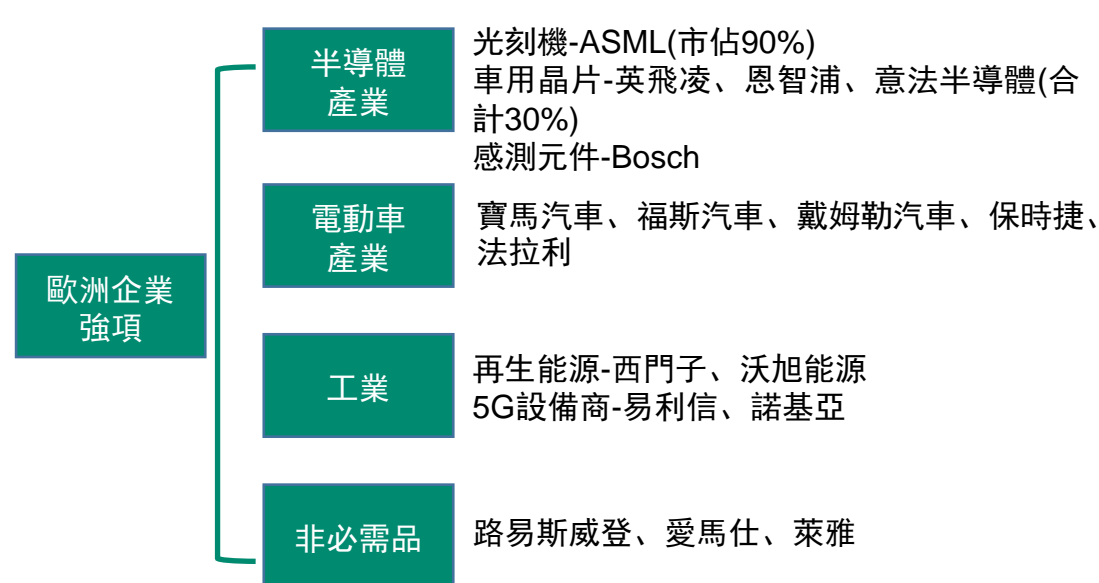 歐洲企業
強項
半導體
產業
光刻機-ASML(市佔90%)
車用晶片-英飛凌、恩智浦、意法半導體(合
計30%)
感測元件-Bosch
電動車
產業
寶馬汽車、福斯汽車、戴姆勒汽車、保時捷、
法拉利
工業
再生能源-西門子、沃旭能源
5G設備商-易利信、諾基亞
非必需品
路易斯威登、愛馬仕、萊雅